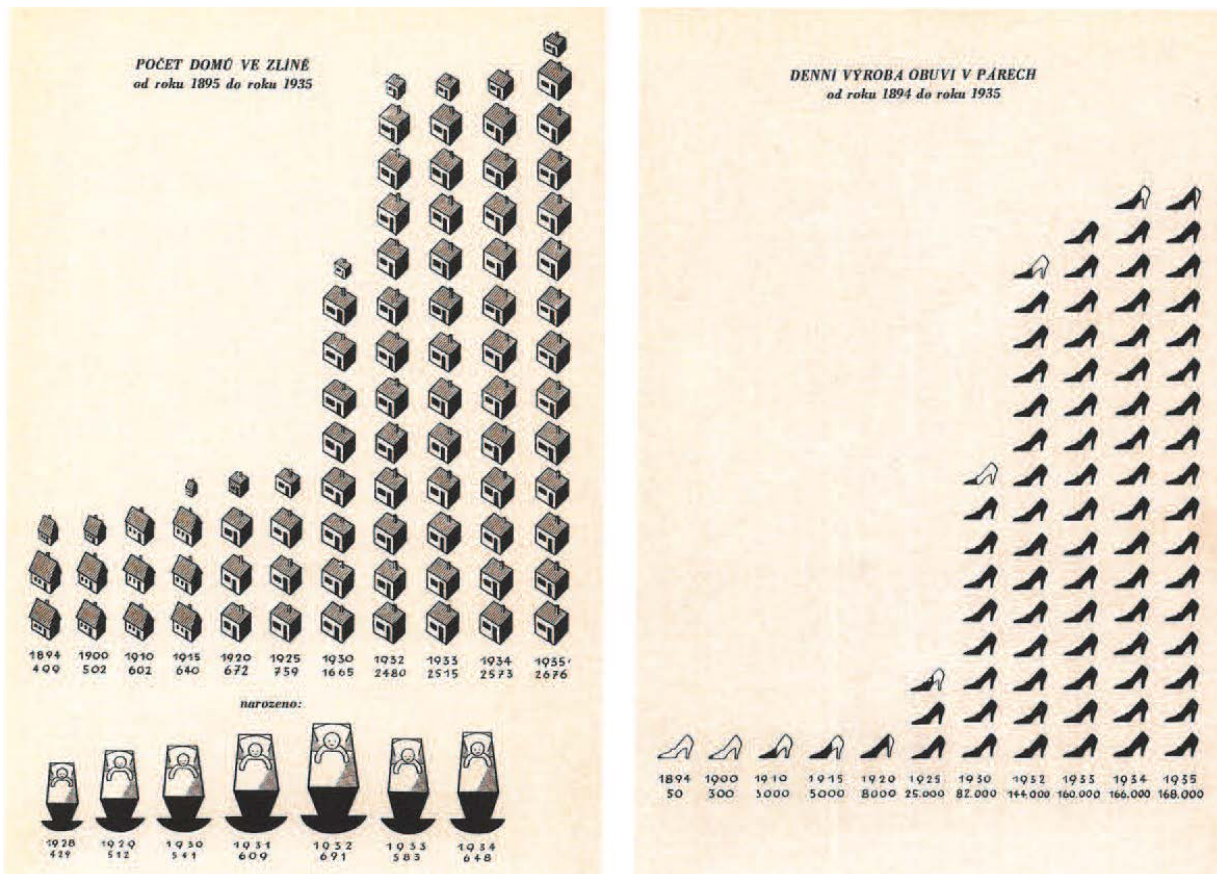 POČET DOMŮ VE ZLÍNĚ
od roku 1895 do roku 1935
1894 1900 1910 1915 1920 1925 1930 1932 1933 1934 1935
499 502 602 640 672 759 1665 2480 2515 2573 2676
narozeno:
1928 1929 1930 1931 1932 1933 1934
429 512 541 609 691 583 648
DENNÍ VÝROBA OBUVI V PÁRECH
od roku 1894 do roku 1935
1894 1900 1910 1915 1920 1925 1930 1932 1933 1934 1935
50 300 3000 5000 8000 25.000 82.000 144.000 160.000 166.000 168.000